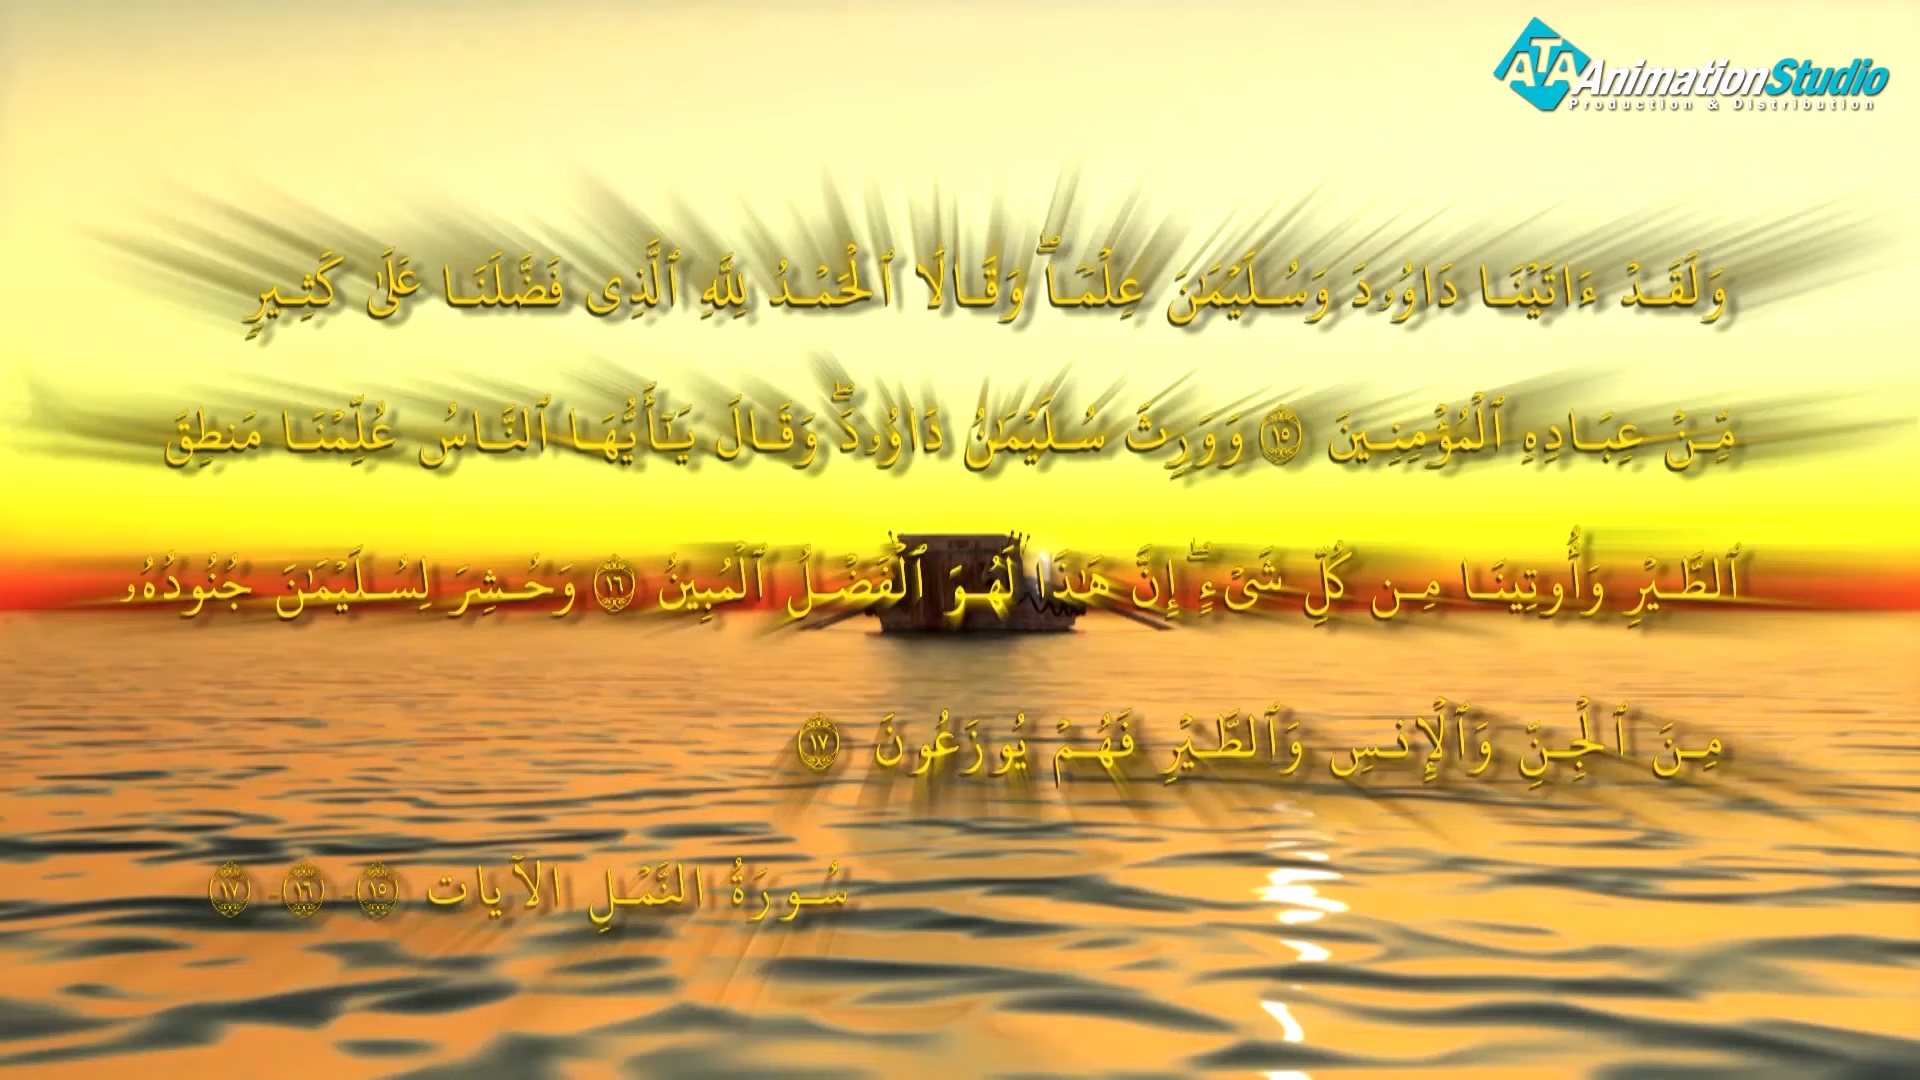 ATA AnimationStudio
Production & Distribution
وَلَقَدْ ءَاتَيْنَا دَاوُۥدَ وَسُلَيْمَٰنَ عِلْمًاۖ وَقَالَا ٱلْحَمْدُ لِلَّهِ ٱلَّذِى فَضَّلَنَا عَلَىٰ كَثِيرٍ
مِّنْ عِبَادِهِ ٱلْمُؤْمِنِينَ ١٥ وَوَرِثَ سُلَيْمَٰنُ دَاوُۥدَۖ وَقَالَ يَٰٓأَيُّهَا ٱلنَّاسُ عُلِّمْنَا مَنطِقَ
ٱلطَّيْرِ وَأُوتِينَا مِن كُلِّ شَىْءٍۖ إِنَّ هَٰذَا لَهُوَ ٱلْفَضْلُ ٱلْمُبِينُ ١٦ وَحُشِرَ لِسُلَيْمَٰنَ جُنُودُهُۥ
مِنَ ٱلْجِنِّ وَٱلْإِنسِ وَٱلطَّيْرِ فَهُمْ يُوزَعُونَ ١٧
سُورَةُ النَّمْلِ الآيات ١٥ - ١٦ - ١٧